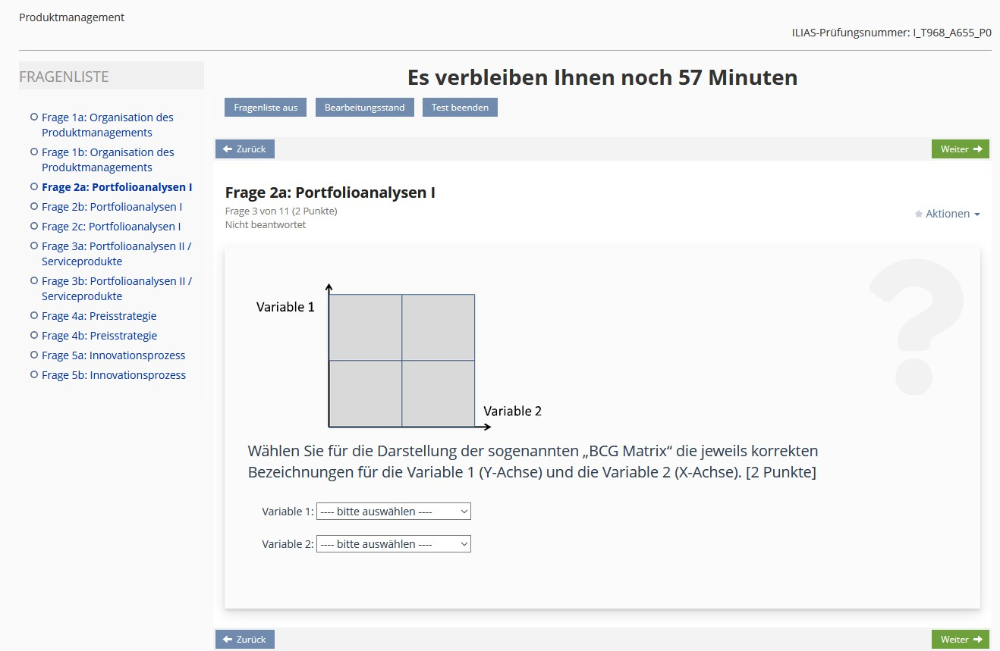 Produktmanagement
ILIAS-Prüfungsnummer: I_T968_A655_P0
FRAGENLISTE
Frage 1a: Organisation des
Produktmanagements
Frage 1b: Organisation des
Produktmanagements
Frage 2a: Portfolioanalysen I
Frage 2b: Portfolioanalysen I
Frage 2c: Portfolioanalysen I
Frage 3a: Portfolioanalysen II /
Serviceprodukte
Frage 3b: Portfolioanalysen II /
Serviceprodukte
Frage 4a: Preisstrategie
Frage 4b: Preisstrategie
Frage 5a: Innovationsprozess
Frage 5b: Innovationsprozess
Es verbleiben Ihnen noch 57 Minuten
Fragenliste aus
Bearbeitungsstand
Test beenden
Zurück
Weiter
Frage 2a: Portfolioanalysen I
Frage 3 von 11 (2 Punkte)
Nicht beantwortet
Aktionen
Variable 1
Variable 2
Wählen Sie für die Darstellung der sogenannten „BCG Matrix“ die jeweils korrekten
Bezeichnungen für die Variable 1 (Y-Achse) und die Variable 2 (X-Achse). [2 Punkte]
Variable 1: ---- bitte auswählen ----
Variable 2: ---- bitte auswählen ----
Zurück
Weiter